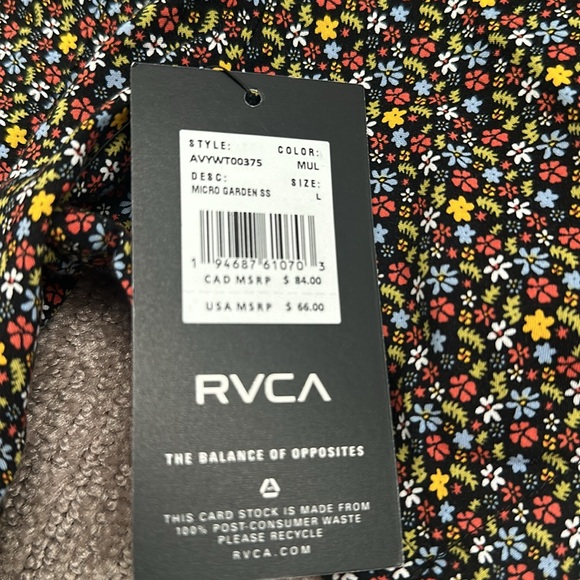 STYLE: COLOR:
AVYWT00375 MUL
DESC: SIZE:
MICRO GARDEN SS L
1 94687 61070 3
CAD MSRP $ 84.00
USA MSRP $ 66.00
RVCA
THE BALANCE OF OPPOSITES
THIS CARD STOCK IS MADE FROM
100% POST-CONSUMER WASTE
PLEASE RECYCLE
RVCA.COM